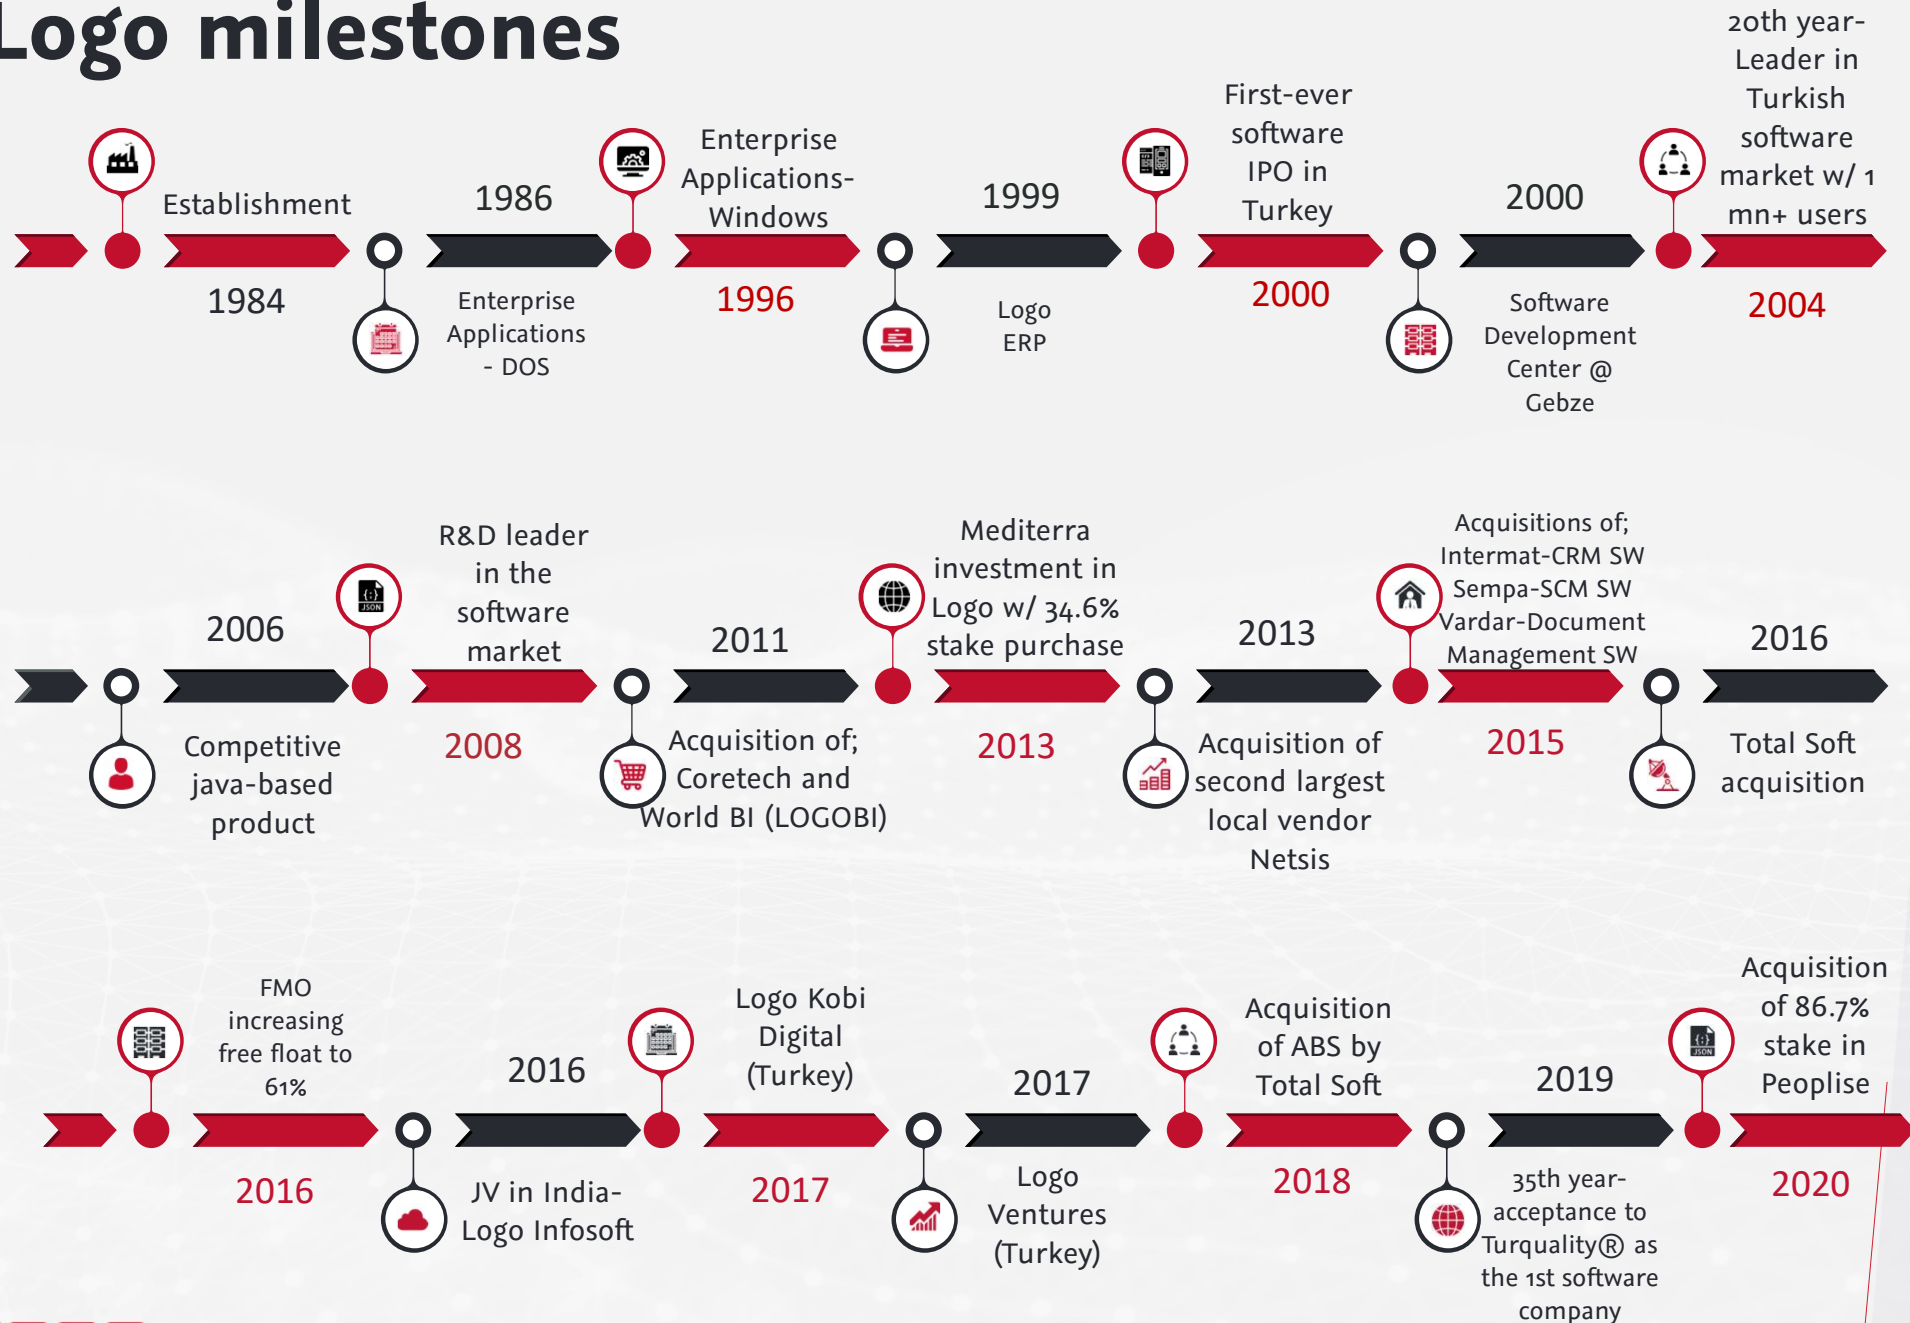 Logo milestones
Establishment
1984
1986
Enterprise
Applications
- DOS
Enterprise
Applications-
Windows
1996
1999
Logo
ERP
First-ever
software
IPO in
Turkey
2000
2000
Software
Development
Center @
Gebze
20th year-
Leader in
Turkish
software
market w/ 1
mn+ users
2004
2006
Competitive
java-based
product
JSON
R&D leader
in the
software
market
2008
2011
Acquisition of;
Coretech and
World BI (LOGOBI)
Mediterra
investment in
Logo w/ 34.6%
stake purchase
2013
2013
Acquisition of
second largest
local vendor
Netsis
Acquisitions of;
Intermat-CRM SW
Sempa-SCM SW
Vardar-Document
Management SW
2015
2016
Total Soft
acquisition
FMO
increasing
free float to
61%
2016
2016
JV in India-
Logo Infosoft
Logo Kobi
Digital
(Turkey)
2017
2017
Logo
Ventures
(Turkey)
Acquisition
of ABS by
Total Soft
2018
2019
35th year-
acceptance to
Turquality® as
the 1st software
company
JSON
Acquisition
of 86.7%
stake in
Peoplise
2020